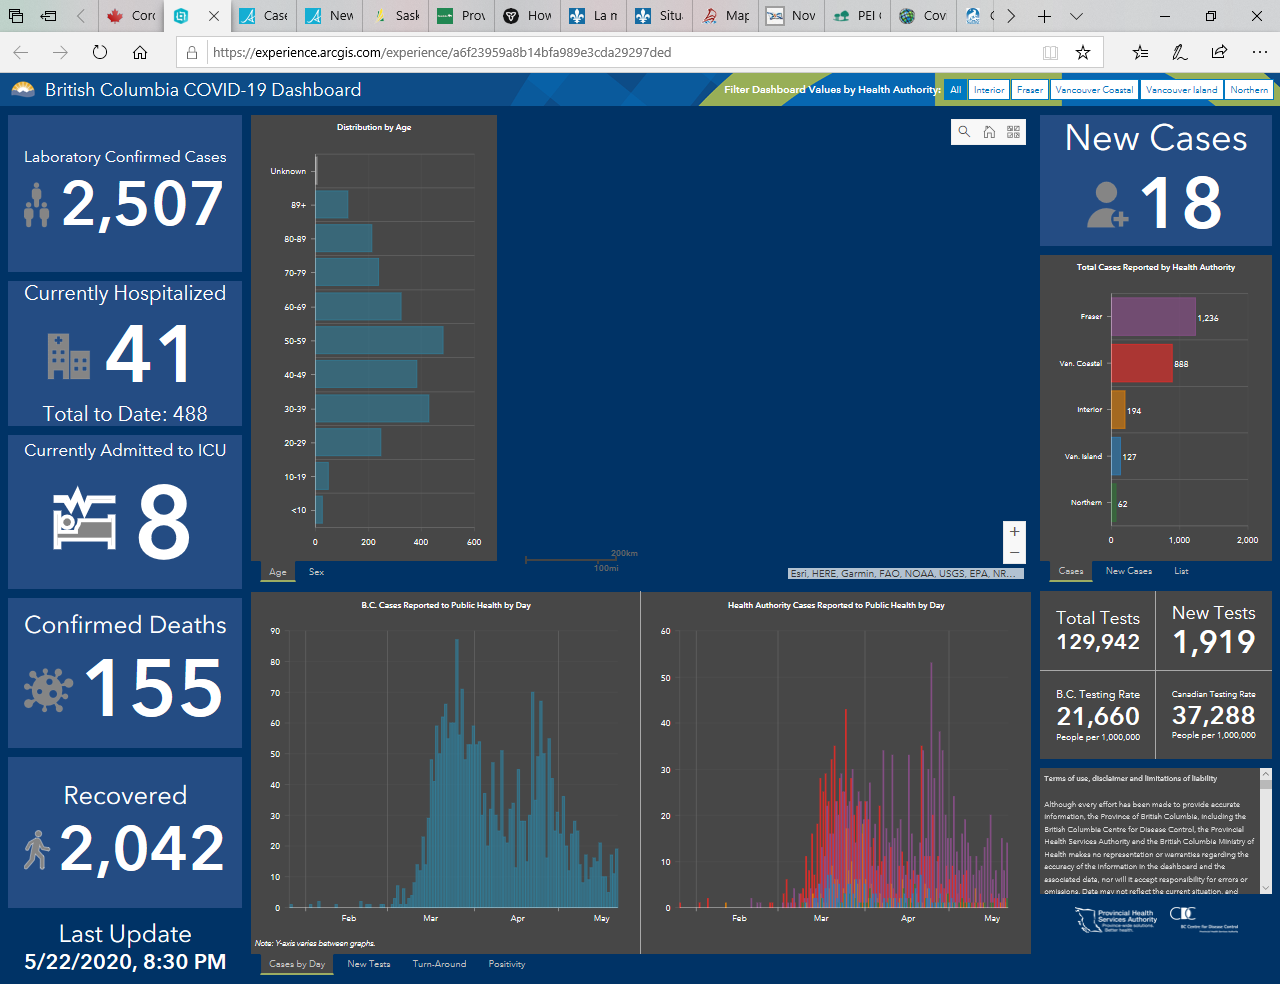 Coro
Case
New
Sask
Prov
How
La m
Situ
Map
Nov
PEI
Cov
https://experience.arcgis.com/experience/a6f23959a8b14bfa989e3cda29297ded
British Columbia COVID-19 Dashboard
Filter Dashboard Values by Health Authority: All Interior Fraser Vancouver Coastal Vancouver Island Northern
Laboratory Confirmed Cases
2,507
Currently Hospitalized
41
Total to Date: 488
Currently Admitted to ICU
8
Confirmed Deaths
155
Recovered
2,042
Last Update
5/22/2020, 8:30 PM
Distribution by Age
Unknown
89+
80-89
70-79
60-69
50-59
40-49
30-39
20-29
10-19
<10
0 200 400 600
Age Sex
200km
100mi
Esri, HERE, Garmin, FAO, NOAA, USGS, EPA, NR...
New Cases
18
Total Cases Reported by Health Authority
Fraser 1,236
Van. Coastal 888
Interior 194
Van. Island 127
Northern 62
0 1,000 2,000
Cases New Cases List
B.C. Cases Reported to Public Health by Day
90
80
70
60
50
40
30
20
10
0
Feb Mar Apr May
Note: Y-axis varies between graphs.
Health Authority Cases Reported to Public Health by Day
60
50
40
30
20
10
0
Feb Mar Apr May
Cases by Day New Tests Turn-Around Positivity
Total Tests
129,942
New Tests
1,919
B.C. Testing Rate
21,660
People per 1,000,000
Canadian Testing Rate
37,288
People per 1,000,000
Terms of use, disclaimer and limitations of liability
Although every effort has been made to provide accurate
information, the Province of British Columbia, including the
British Columbia Centre for Disease Control, the Provincial
Health Services Authority and the British Columbia Ministry of
Health makes no representation or warranties regarding the
accuracy of the information in the dashboard and the
associated data, nor will it accept responsibility for errors or
omissions. Data may not reflect the current situation, and
Provincial Health
Services Authority
Province-wide solutions.
Better health.
BC Centre for Disease Control